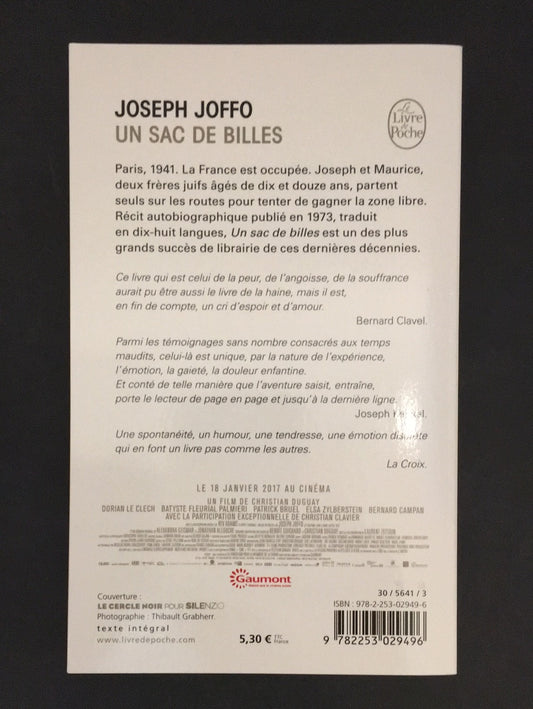 JOSEPH JOFFO
UN SAC DE BILLES
Le
Livre
de
Poche
Paris, 1941. La France est occupée. Joseph et Maurice,
deux frères juifs âgés de dix et douze ans, partent
seuls sur les routes pour tenter de gagner la zone libre.
Récit autobiographique publié en 1973, traduit
en dix-huit langues, Un sac de billes est un des plus
grands succès de librairie de ces dernières décennies.
Ce livre qui est celui de la peur, de l'angoisse, de la souffrance
aurait pu être aussi le livre de la haine, mais il est,
en fin de compte, un cri d'espoir et d'amour.
Bernard Clavel.
Parmi les témoignages sans nombre consacrés aux temps
maudits, celui-là est unique, par la nature de l'expérience,
l'émotion, la gaieté, la douleur enfantine.
Et conté de telle manière que l'aventure saisit, entraîne,
porte le lecteur de page en page et jusqu'à la dernière ligne.
Joseph Kessel.
Une spontanéité, un humour, une tendresse, une émotion discrète
qui en font un livre pas comme les autres.
La Croix.
LE 18 JANVIER 2017 AU CINÉMA
UN FILM DE CHRISTIAN DUGUAY
DORIAN LE CLECH BATYSTE FLEURIAL PALMIERI PATRICK BRUEL ELSA ZYLBERSTEIN BERNARD CAMPAN
AVEC LA PARTICIPATION EXCEPTIONNELLE DE CHRISTIAN CLAVIER
Gaumont
Couverture :
LE CERCLE NOIR POUR SILENZIO
Photographie : Thibault Grabherr.
texte intégral
www.livredepoche.com
5,30 € TTC
France
30 / 5641 / 3
ISBN : 978-2-253-02949-6
9 782253 029496